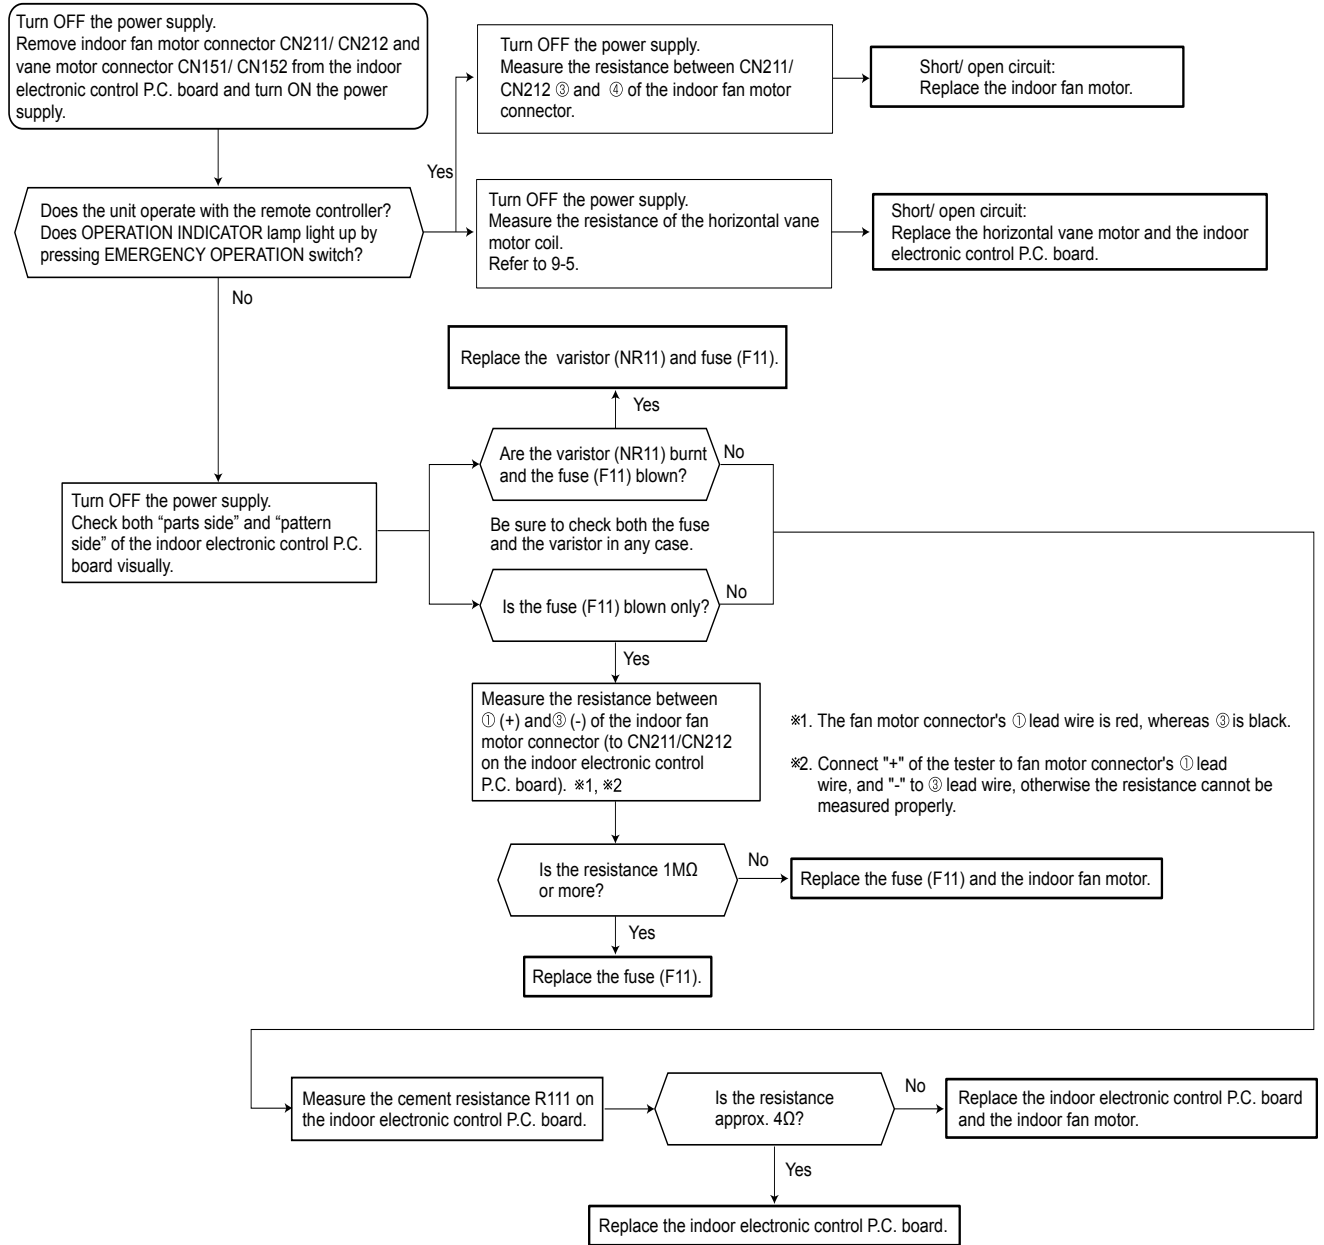 Turn OFF the power supply.
Remove indoor fan motor connector CN211/ CN212 and
vane motor connector CN151/ CN152 from the indoor
electronic control P.C. board and turn ON the power
supply.
Turn OFF the power supply.
Measure the resistance between CN211/
CN212 ③ and ④ of the indoor fan motor
connector.
Short/ open circuit:
Replace the indoor fan motor.
Yes
Does the unit operate with the remote controller?
Does OPERATION INDICATOR lamp light up by
pressing EMERGENCY OPERATION switch?
Turn OFF the power supply.
Measure the resistance of the horizontal vane
motor coil.
Refer to 9-5.
Short/ open circuit:
Replace the horizontal vane motor and the indoor
electronic control P.C. board.
No
Replace the varistor (NR11) and fuse (F11).
Yes
Are the varistor (NR11) burnt
and the fuse (F11) blown?
No
Turn OFF the power supply.
Check both “parts side” and “pattern
side” of the indoor electronic control P.C.
board visually.
Be sure to check both the fuse
and the varistor in any case.
Is the fuse (F11) blown only?
No
Yes
Measure the resistance between
① (+) and③ (-) of the indoor fan
motor connector (to CN211/CN212
on the indoor electronic control
P.C. board). ※1, ※2
※1. The fan motor connector's ① lead wire is red, whereas ③ is black.
※2. Connect "+" of the tester to fan motor connector's ① lead
wire, and "-" to ③ lead wire, otherwise the resistance cannot be
measured properly.
Is the resistance 1MΩ
or more?
No
Replace the fuse (F11) and the indoor fan motor.
Yes
Replace the fuse (F11).
Measure the cement resistance R111 on
the indoor electronic control P.C. board.
Is the resistance
approx. 4Ω?
No
Replace the indoor electronic control P.C. board
and the indoor fan motor.
Yes
Replace the indoor electronic control P.C. board.